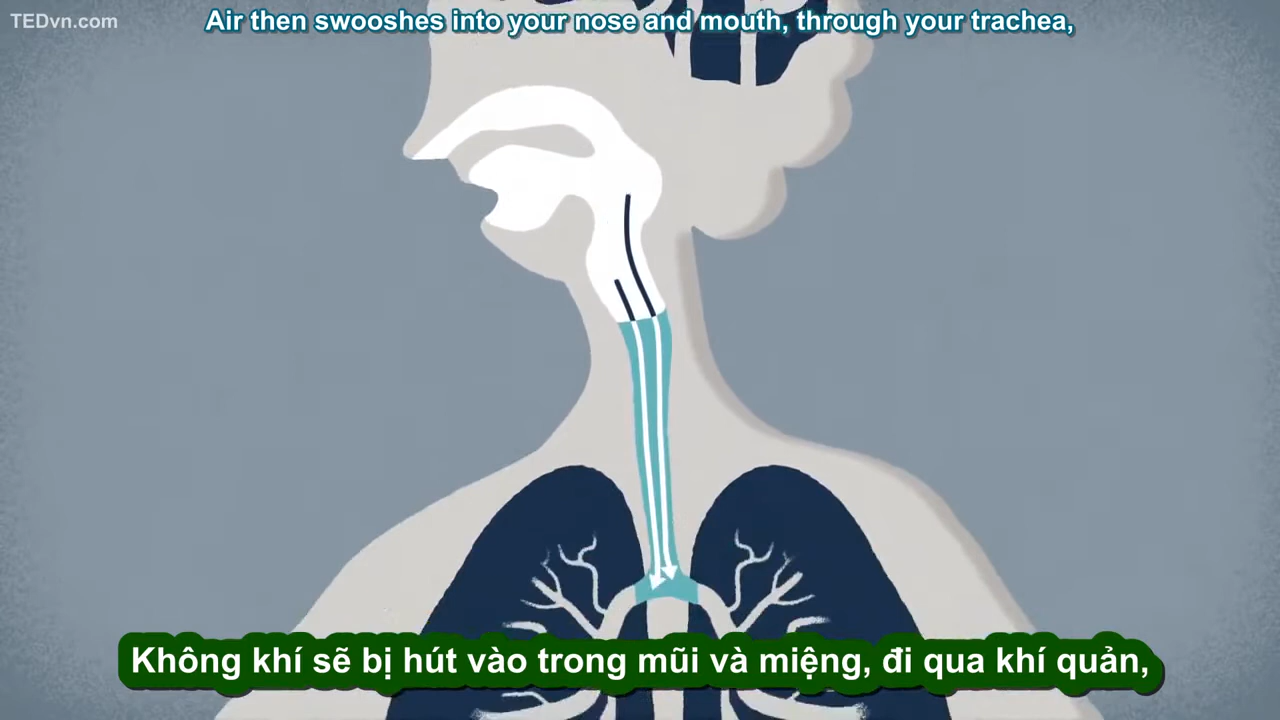 TEDvn.com
Air then swooshes into your nose and mouth, through your trachea,
Không khí sẽ bị hút vào trong mũi và miệng, đi qua khí quản,